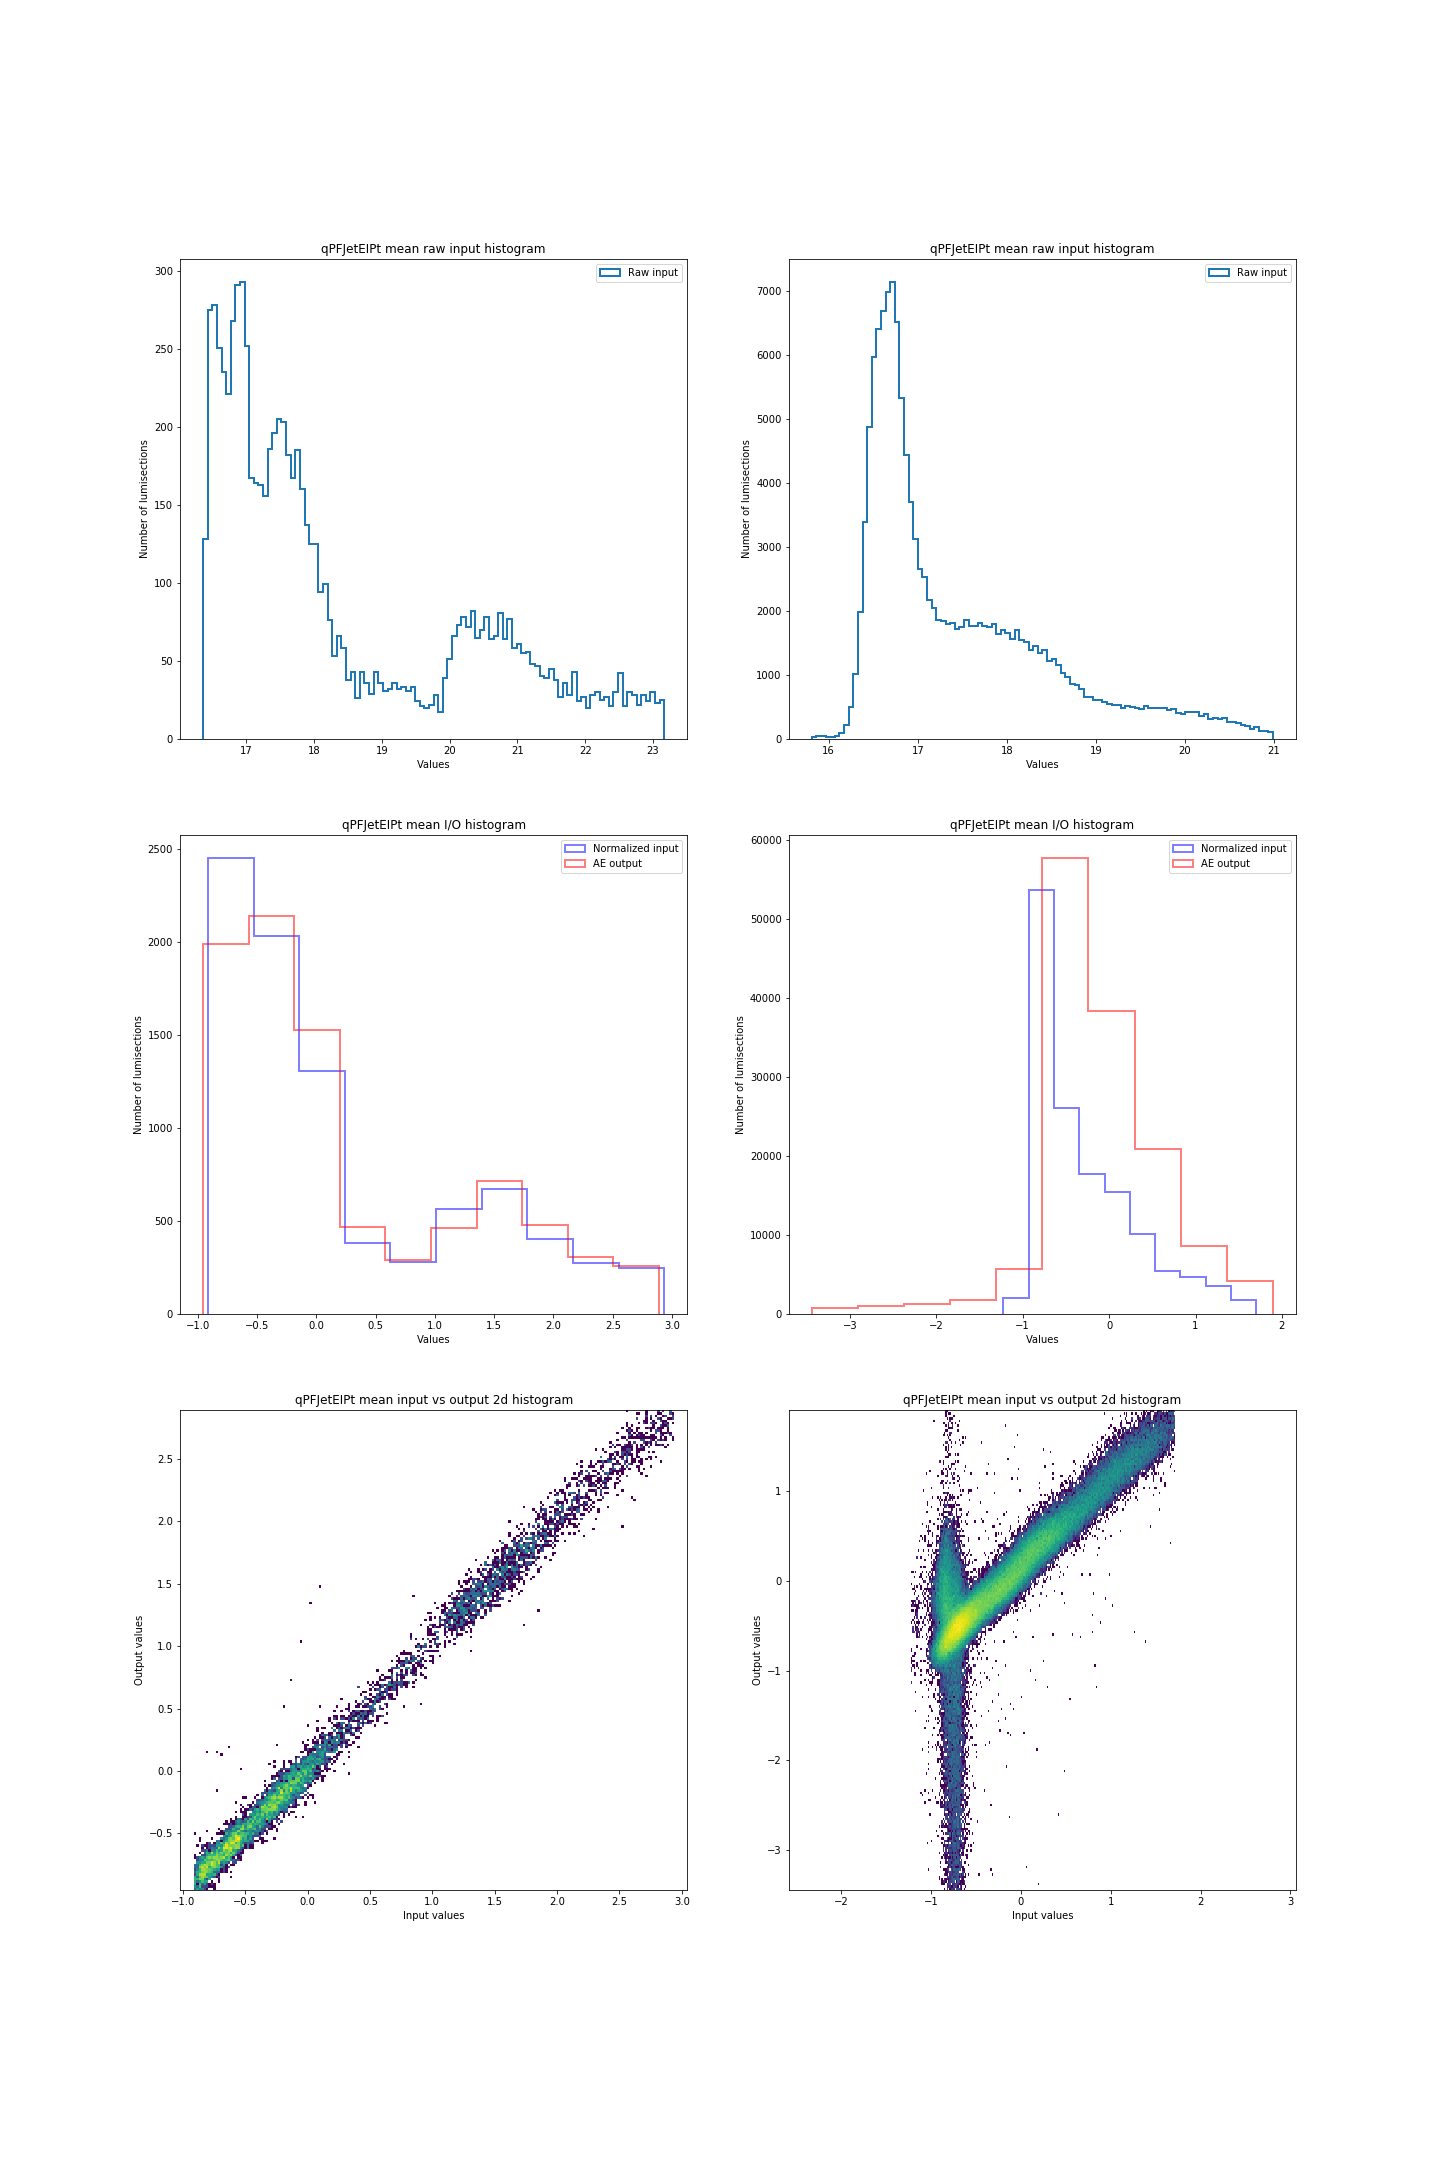 qPFJetEIPt mean raw input histogram
Raw input
300
250
200
150
100
50
0
Number of lumisections
17 18 19 20 21 22 23
Values
qPFJetEIPt mean raw input histogram
Raw input
7000
6000
5000
4000
3000
2000
1000
0
Number of lumisections
16 17 18 19 20 21
Values
qPFJetEIPt mean I/O histogram
Normalized input
AE output
2500
2000
1500
1000
500
0
Number of lumisections
−1.0 −0.5 0.0 0.5 1.0 1.5 2.0 2.5 3.0
Values
qPFJetEIPt mean I/O histogram
Normalized input
AE output
60000
50000
40000
30000
20000
10000
0
Number of lumisections
−3 −2 −1 0 1 2
Values
qPFJetEIPt mean input vs output 2d histogram
2.5
2.0
1.5
1.0
0.5
0.0
−0.5
Output values
−1.0 −0.5 0.0 0.5 1.0 1.5 2.0 2.5 3.0
Input values
qPFJetEIPt mean input vs output 2d histogram
1
0
−1
−2
−3
Output values
−2 −1 0 1 2 3
Input values